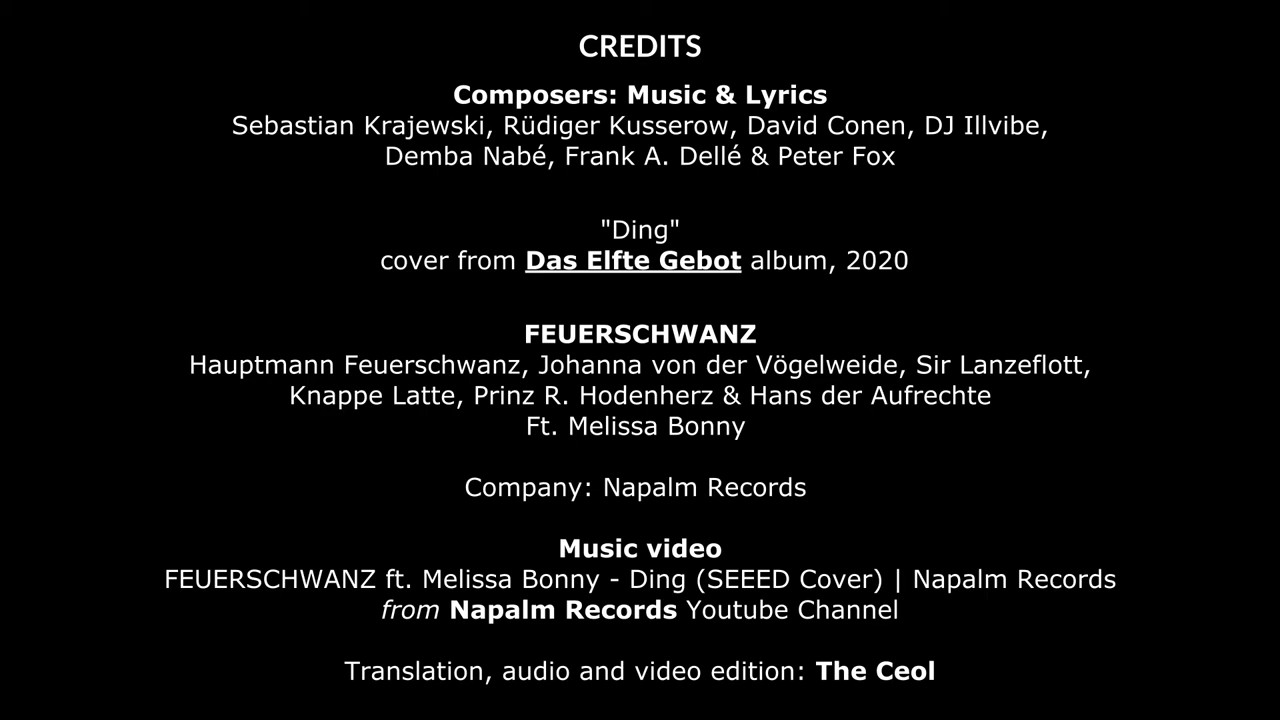 CREDITS
Composers: Music & Lyrics
Sebastian Krajewski, Rüdiger Kusserow, David Conen, DJ Illvibe,
Demba Nabé, Frank A. Dellé & Peter Fox
"Ding"
cover from Das Elfte Gebot album, 2020
FEUERSCHWANZ
Hauptmann Feuerschwanz, Johanna von der Vögelweide, Sir Lanzeflott,
Knappe Latte, Prinz R. Hodenherz & Hans der Aufrechte
Ft. Melissa Bonny
Company: Napalm Records
Music video
FEUERSCHWANZ ft. Melissa Bonny - Ding (SEEED Cover) | Napalm Records
from Napalm Records Youtube Channel
Translation, audio and video edition: The Ceol